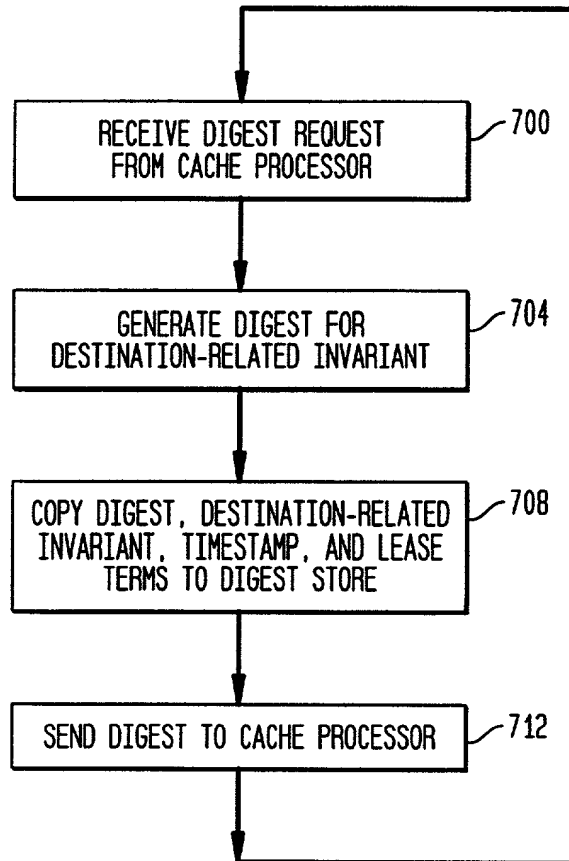 RECEIVE DIGEST REQUEST
FROM CACHE PROCESSOR
700
GENERATE DIGEST FOR
DESTINATION-RELATED INVARIANT
704
COPY DIGEST, DESTINATION-RELATED
INVARIANT, TIMESTAMP, AND LEASE
TERMS TO DIGEST STORE
708
SEND DIGEST TO CACHE PROCESSOR
712